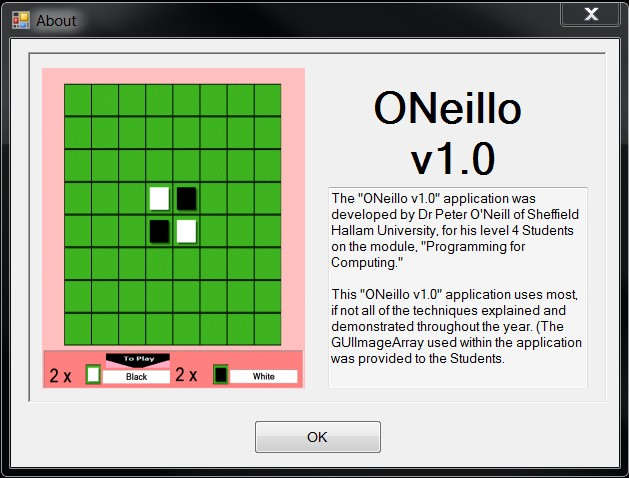 About
ONeillo
v1.0
The "ONeillo v1.0" application was
developed by Dr Peter O'Neill of Sheffield
Hallam University, for his level 4 Students
on the module, "Programming for
Computing."
This "ONeillo v1.0" application uses most,
if not all of the techniques explained and
demonstrated throughout the year. (The
GUIImageArray used within the application
was provided to the Students.
To Play
2 x Black 2 x White
OK